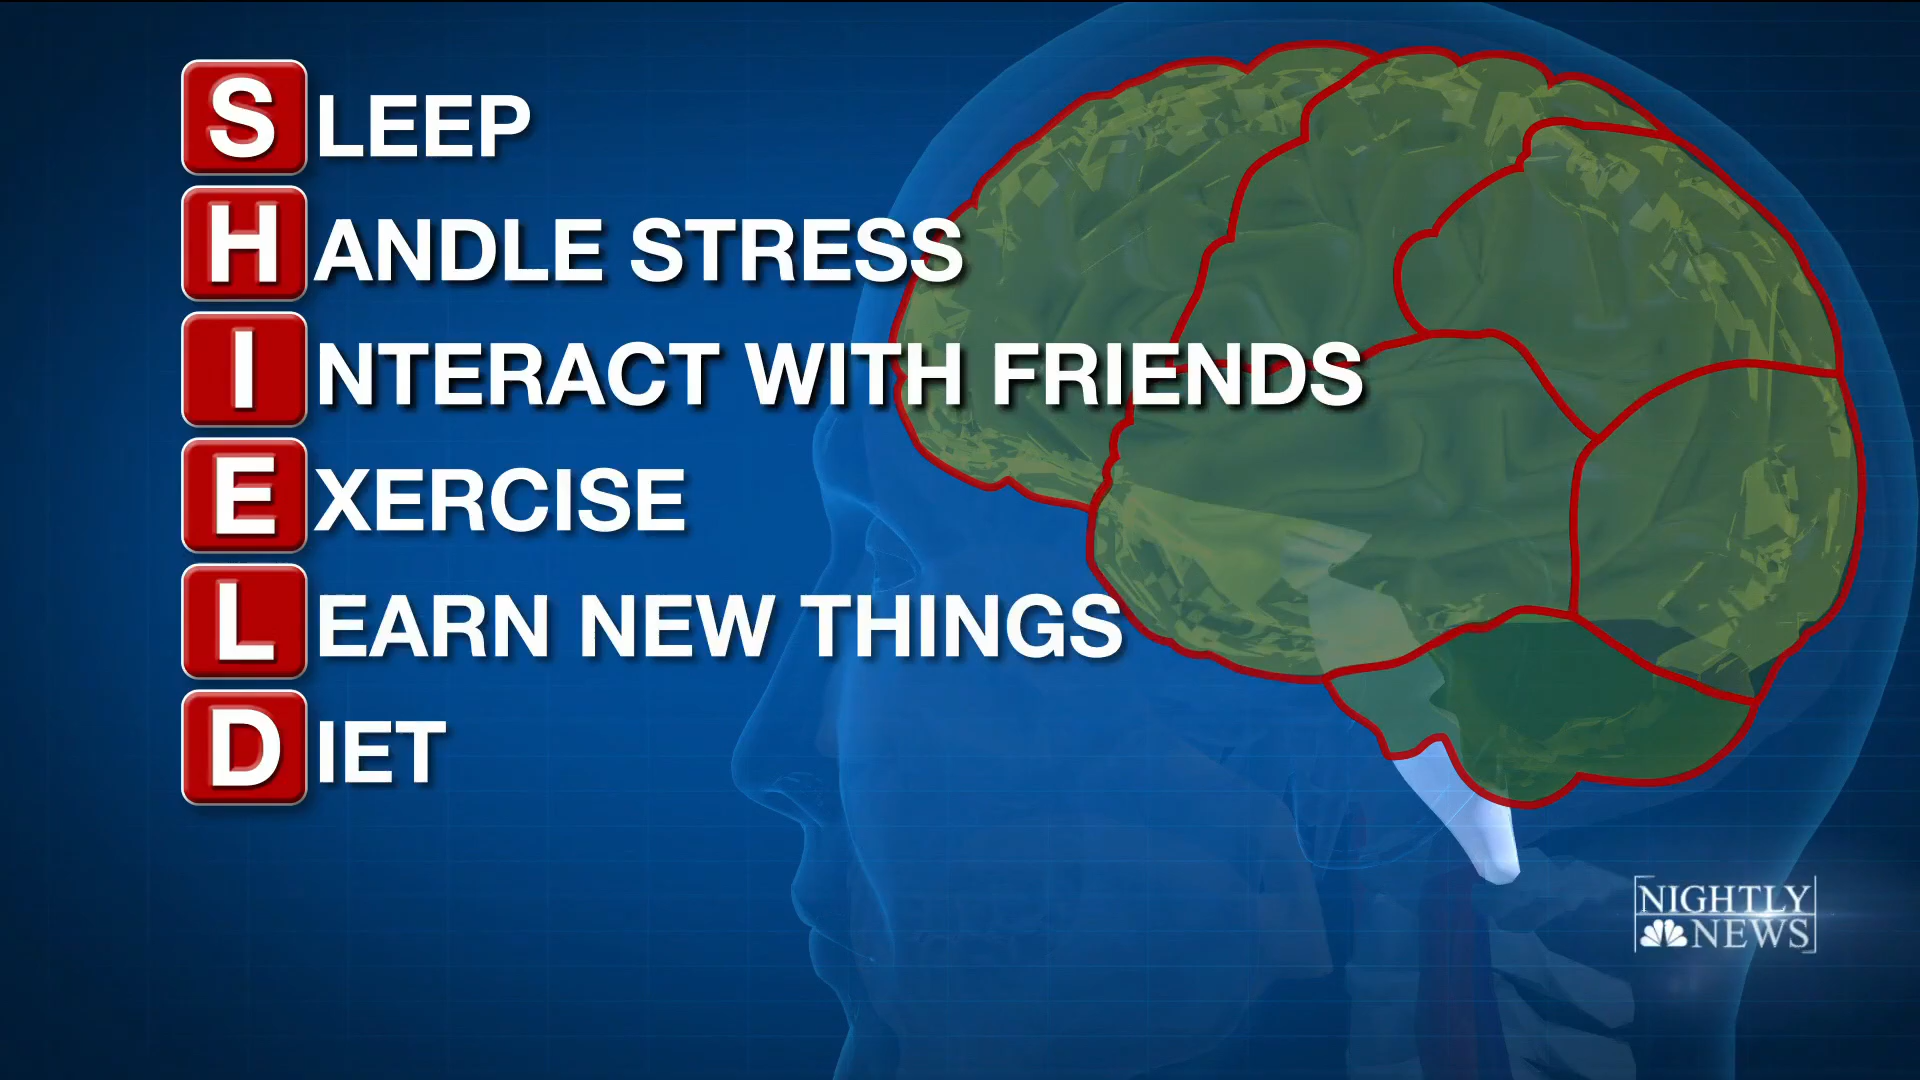 SLEEP
HANDLE STRESS
INTERACT WITH FRIENDS
EXERCISE
LEARN NEW THINGS
DIET
NIGHTLY
NEWS